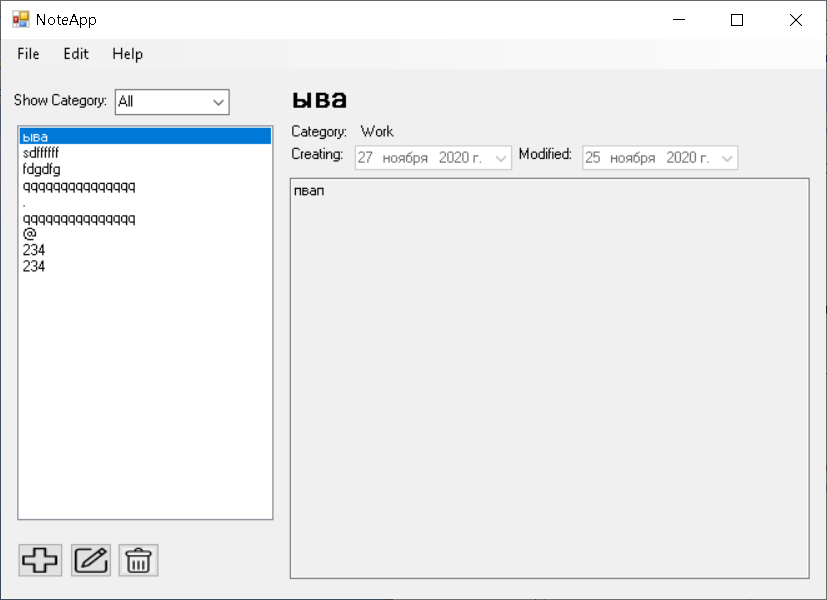 NoteApp
File Edit Help
Show Category: All
ыва
sdffffff
fdgdfg
qqqqqqqqqqqqqqq
.
qqqqqqqqqqqqqqq
@
234
234
ыва
Category: Work
Creating: 27 ноября 2020 г. Modified: 25 ноября 2020 г.
пвап